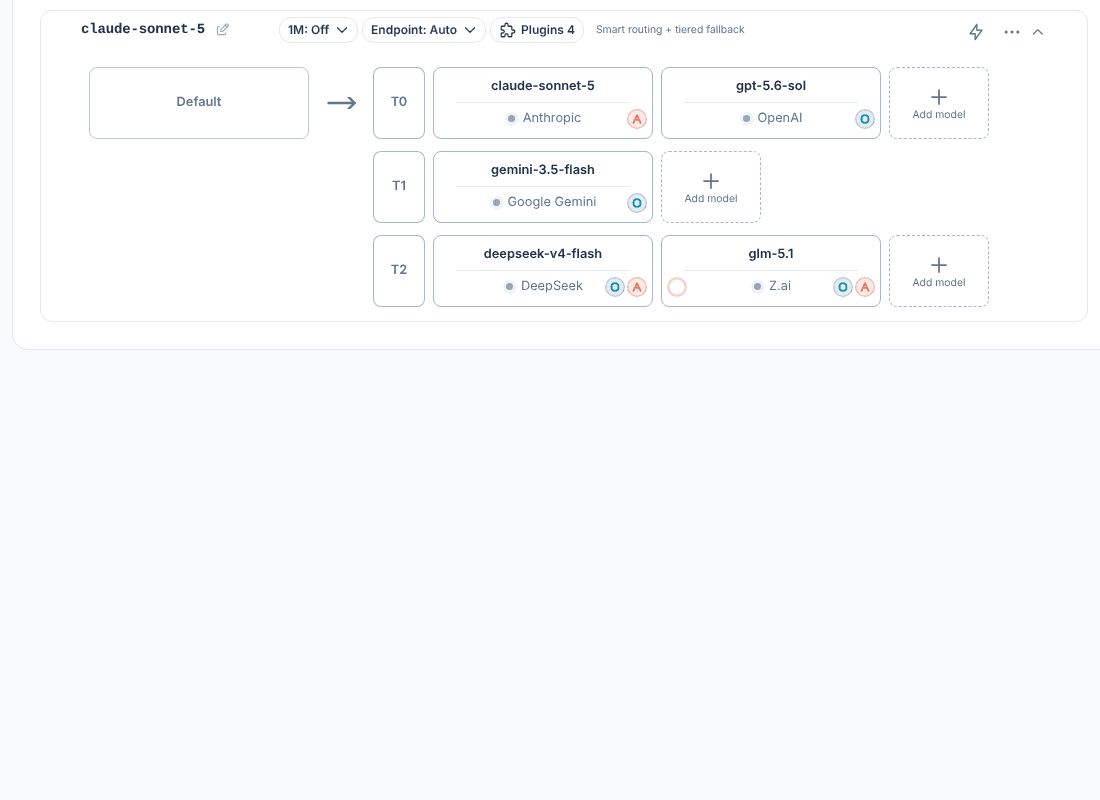 claude-sonnet-5
1M: Off
Endpoint: Auto
Plugins 4
Smart routing + tiered fallback
Default
T0
claude-sonnet-5
Anthropic
A
gpt-5.6-sol
OpenAI
O
Add model
T1
gemini-3.5-flash
Google Gemini
O
Add model
T2
deepseek-v4-flash
DeepSeek
O A
glm-5.1
Z.ai
O A
Add model